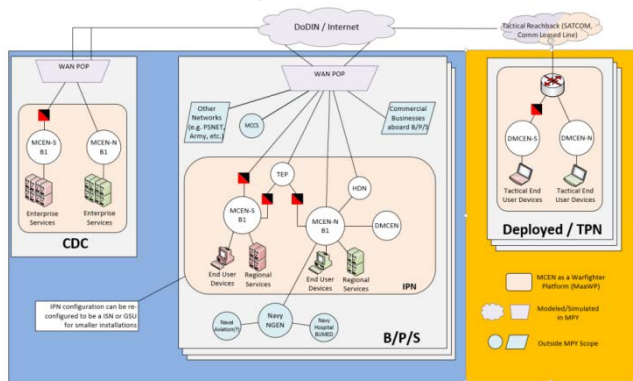 DoDIN / Internet
Tactical Reachback (SATCOM,
Comm Leased Line)
WAN POP
MCEN-S
B1
MCEN-N
B1
Enterprise
Services
Enterprise
Services
CDC
WAN POP
Other
Networks
(e.g. PSNET,
Army, etc.)
MCCS
Commercial
Businesses
aboard B/P/S
TEP
HDN
MCEN-S
B1
MCEN-N
B1
DMCEN
End User
Devices
Regional
Services
End User
Devices
Regional
Services
IPN
IPN configuration can be re-
configured to be a ISN or GSU
for smaller installations
Naval
Aviation(?)
Navy
NGEN
Navy
Hospital
BUMED
B/P/S
DMCEN-S
DMCEN-N
Tactical End
User Devices
Tactical End
User Devices
Deployed / TPN
MCEN as a Warfighter
Platform (MaaWP)
Modeled/Simulated
in MPY
Outside MPY Scope